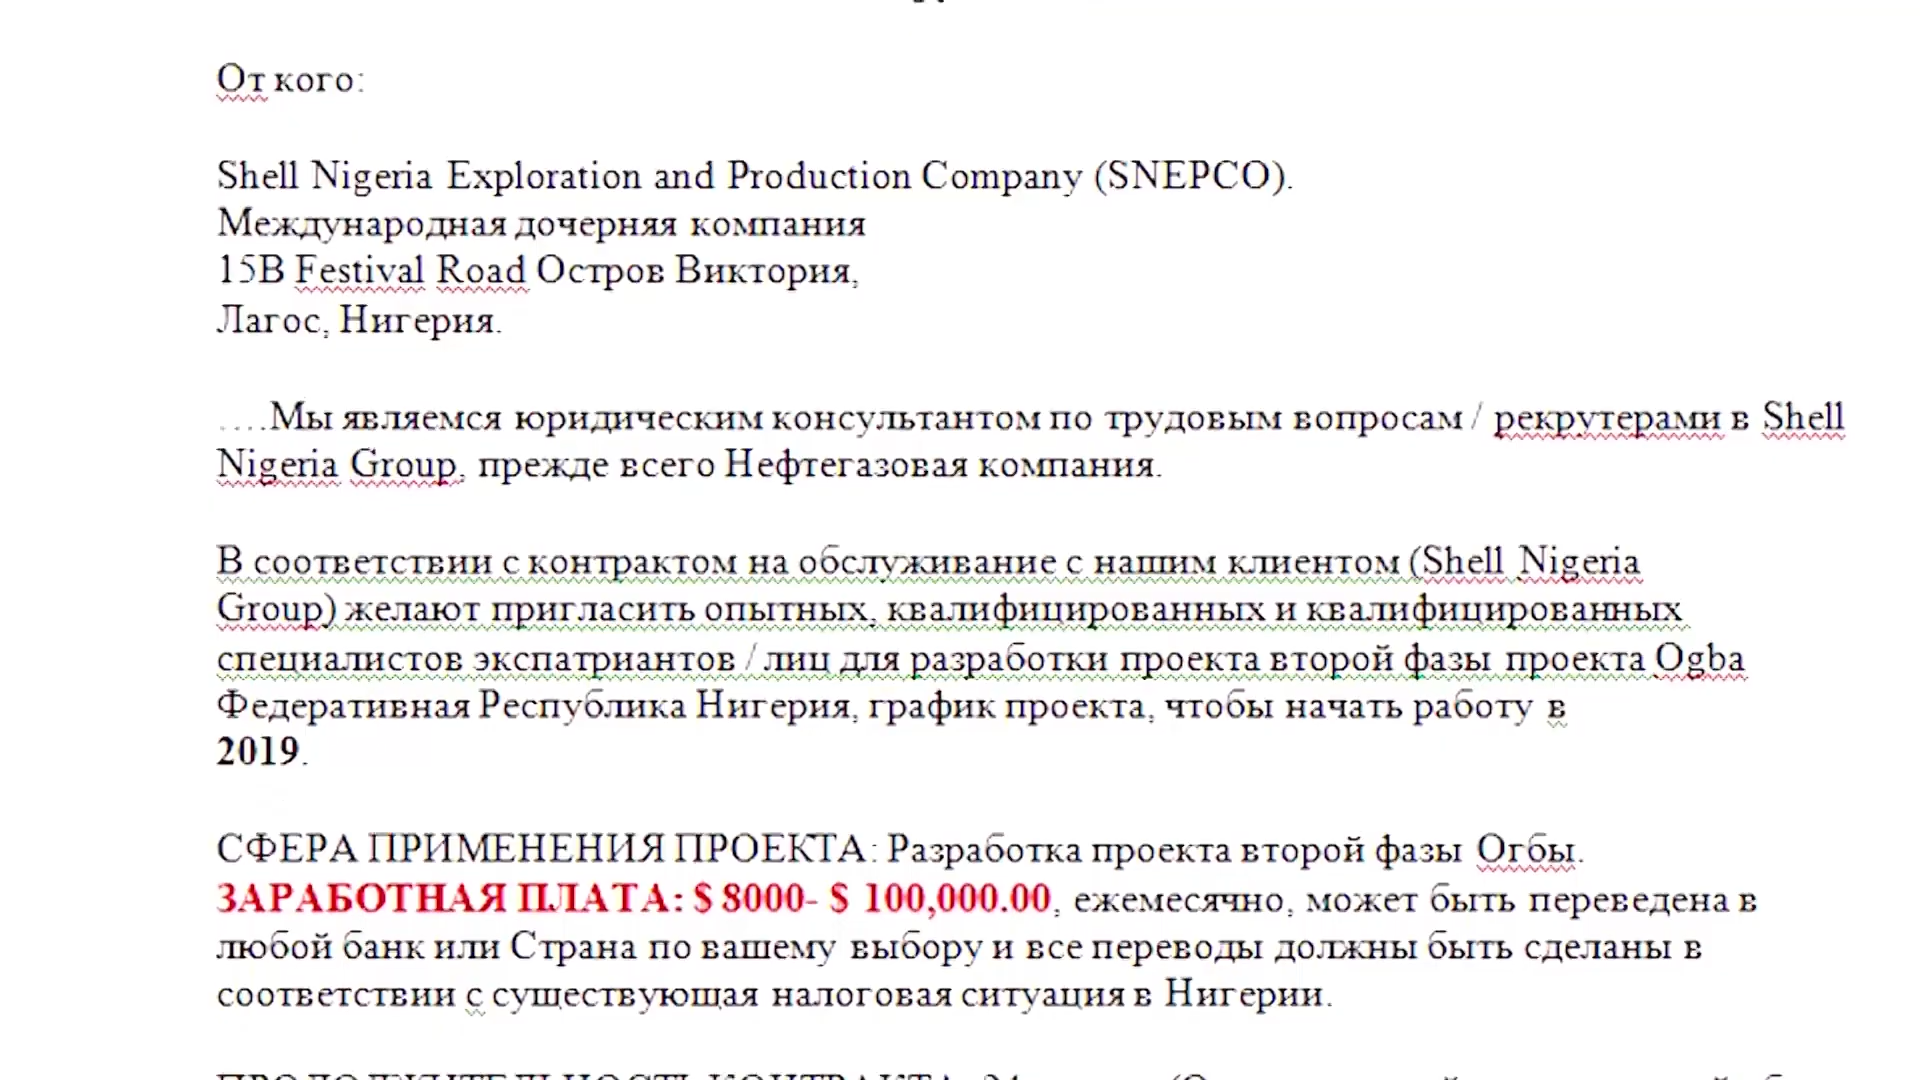 От кого:
Shell Nigeria Exploration and Production Company (SNEPCO).
Международная дочерняя компания
15B Festival Road Остров Виктория,
Лагос, Нигерия.
….Мы являемся юридическим консультантом по трудовым вопросам / рекрутерами в Shell
Nigeria Group, прежде всего Нефтегазовая компания.
В соответствии с контрактом на обслуживание с нашим клиентом (Shell Nigeria
Group) желают пригласить опытных, квалифицированных и квалифицированных
специалистов экспатриантов / лиц для разработки проекта второй фазы проекта Ogba
Федеративная Республика Нигерия, график проекта, чтобы начать работу в
2019.
СФЕРА ПРИМЕНЕНИЯ ПРОЕКТА: Разработка проекта второй фазы Огбы.
ЗАРАБОТНАЯ ПЛАТА: $ 8000- $ 100,000.00, ежемесячно, может быть переведена в
любой банк или Страна по вашему выбору и все переводы должны быть сделаны в
соответствии с существующая налоговая ситуация в Нигерии.
ПРОДОЛЖИТЕЛЬНОСТЬ КОНТРАКТА: